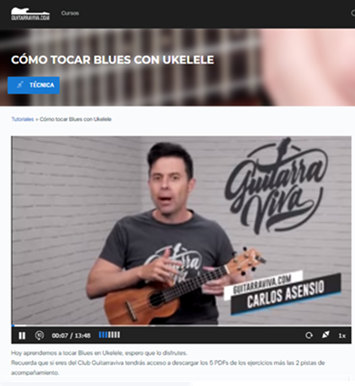 GUITARRAVIVA.COM
Cursos
CÓMO TOCAR BLUES CON UKELELE
TÉCNICA
Tutoriales > Cómo tocar Blues con Ukelele
Guitarra
Viva
GUITARRAVIVA.COM
CARLOS ASENSIO
00:07 / 13:48
1x
Hoy aprendemos a tocar Blues en Ukelele, espero que lo disfrutes.
Recuerda que si eres del Club Guitarraviva tendrás acceso a descargar los 5 PDFs de los ejercicios más las 2 pistas de
acompañamiento.